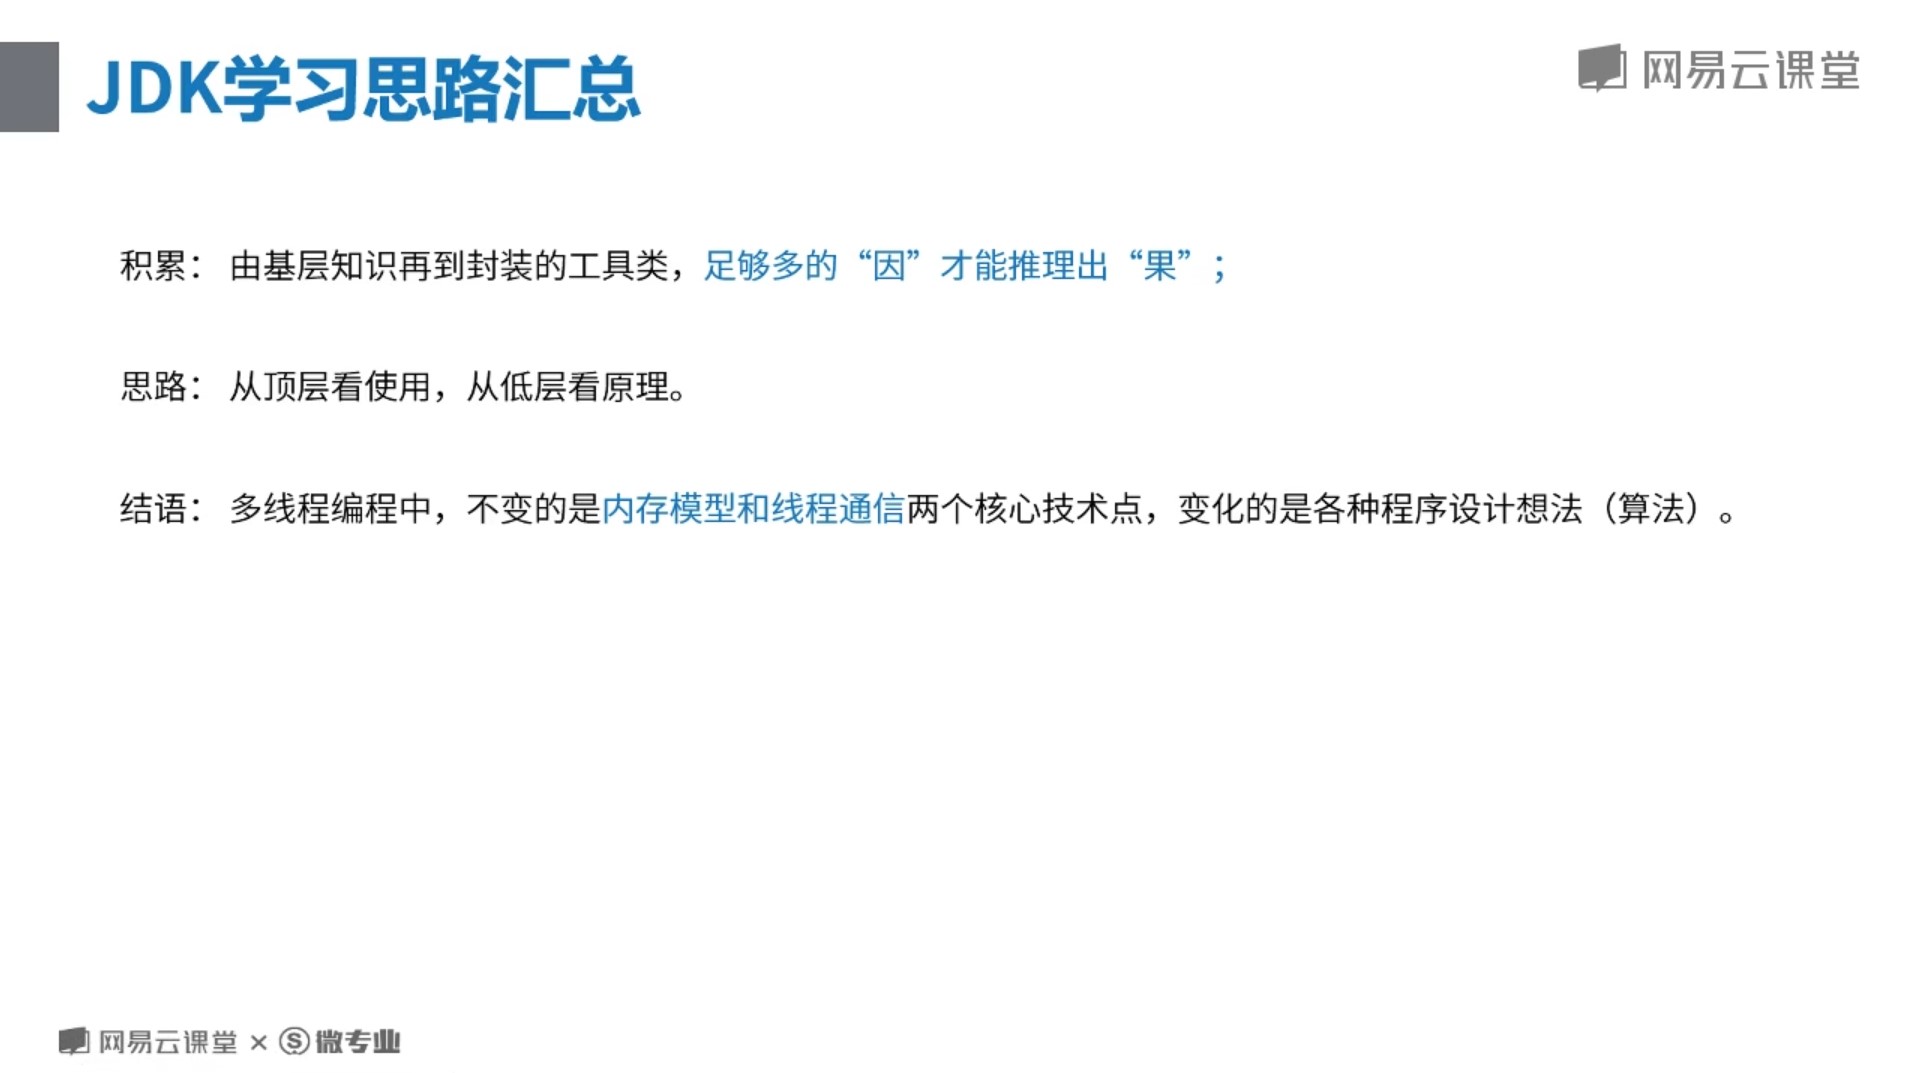 JDK学习思路汇总
网易云课堂
积累： 由基层知识再到封装的工具类，足够多的“因”才能推理出“果”；
思路： 从顶层看使用，从低层看原理。
结语： 多线程编程中，不变的是内存模型和线程通信两个核心技术点，变化的是各种程序设计想法（算法）。
网易云课堂 × S 微专业